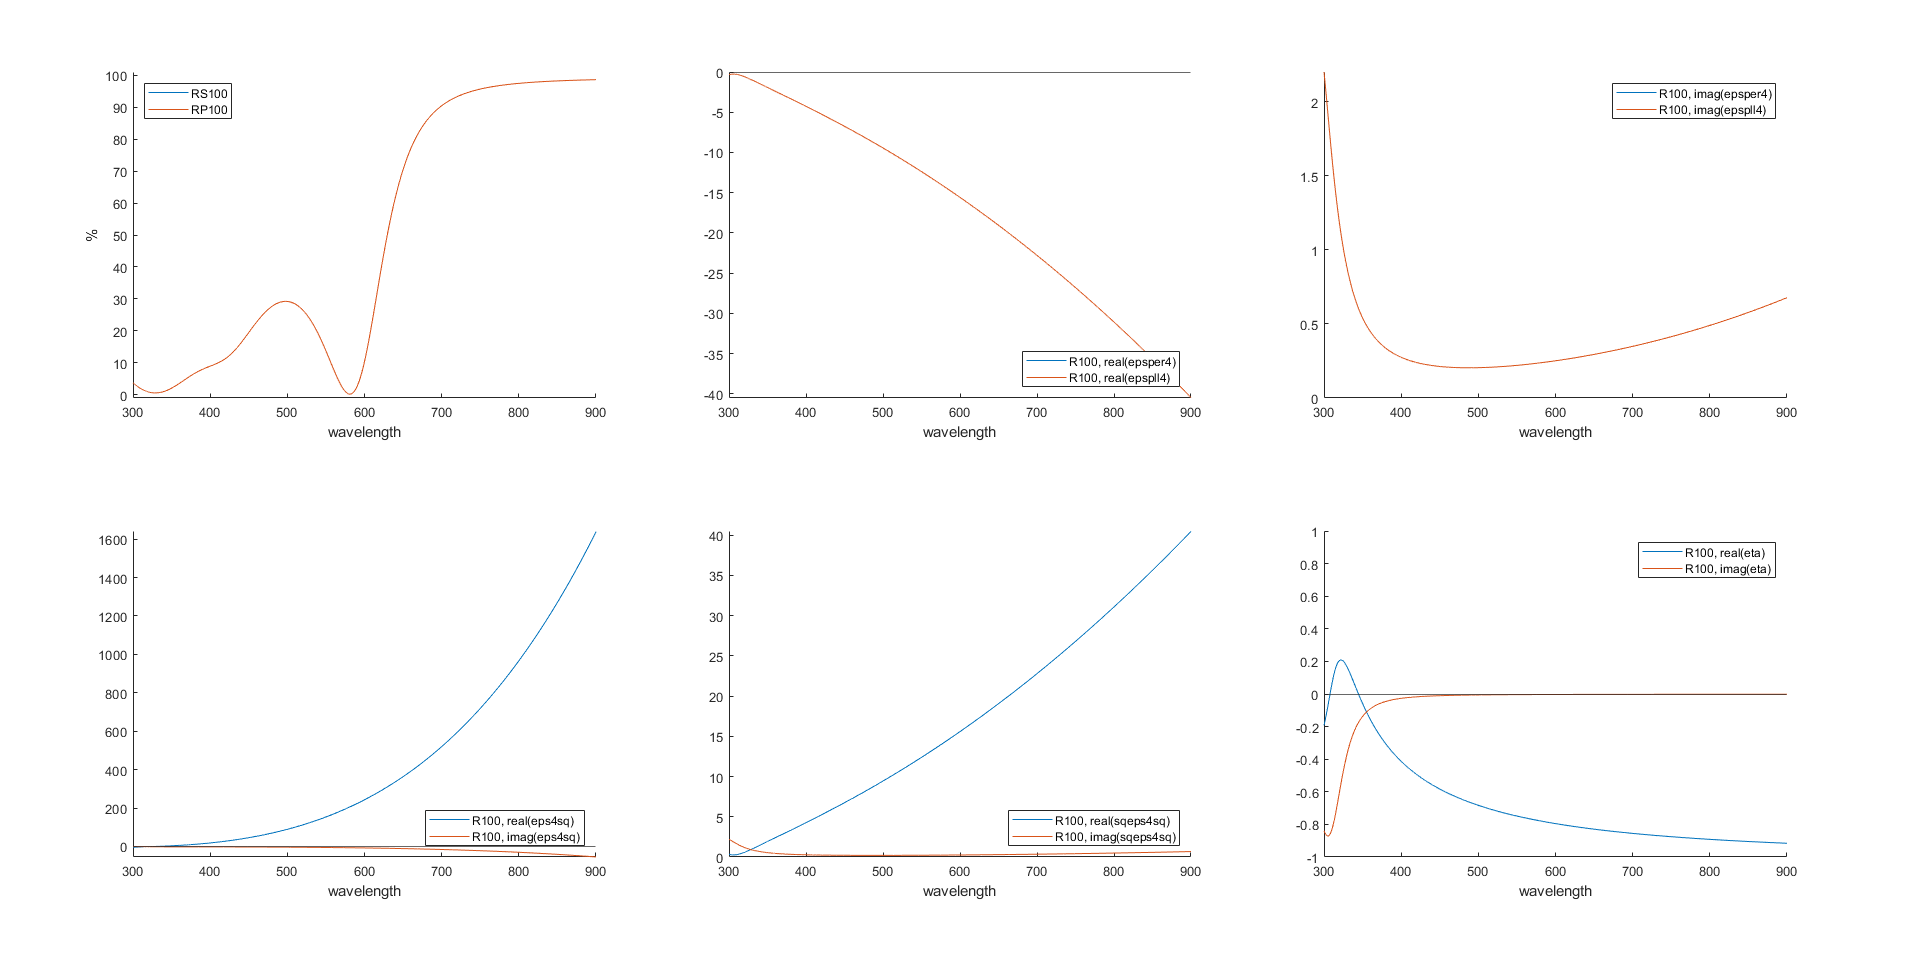 RS100
RP100
100
90
80
70
60
50
40
30
20
10
0
%
300 400 500 600 700 800 900
wavelength
0
-5
-10
-15
-20
-25
-30
-35
-40
R100, real(epsper4)
R100, real(epspll4)
300 400 500 600 700 800 900
wavelength
R100, imag(epsper4)
R100, imag(epspll4)
2
1.5
1
0.5
0
300 400 500 600 700 800 900
wavelength
1600
1400
1200
1000
800
600
400
200
0
R100, real(eps4sq)
R100, imag(eps4sq)
300 400 500 600 700 800 900
wavelength
40
35
30
25
20
15
10
5
0
R100, real(sqeps4sq)
R100, imag(sqeps4sq)
300 400 500 600 700 800 900
wavelength
1
0.8
0.6
0.4
0.2
0
-0.2
-0.4
-0.6
-0.8
-1
R100, real(eta)
R100, imag(eta)
300 400 500 600 700 800 900
wavelength